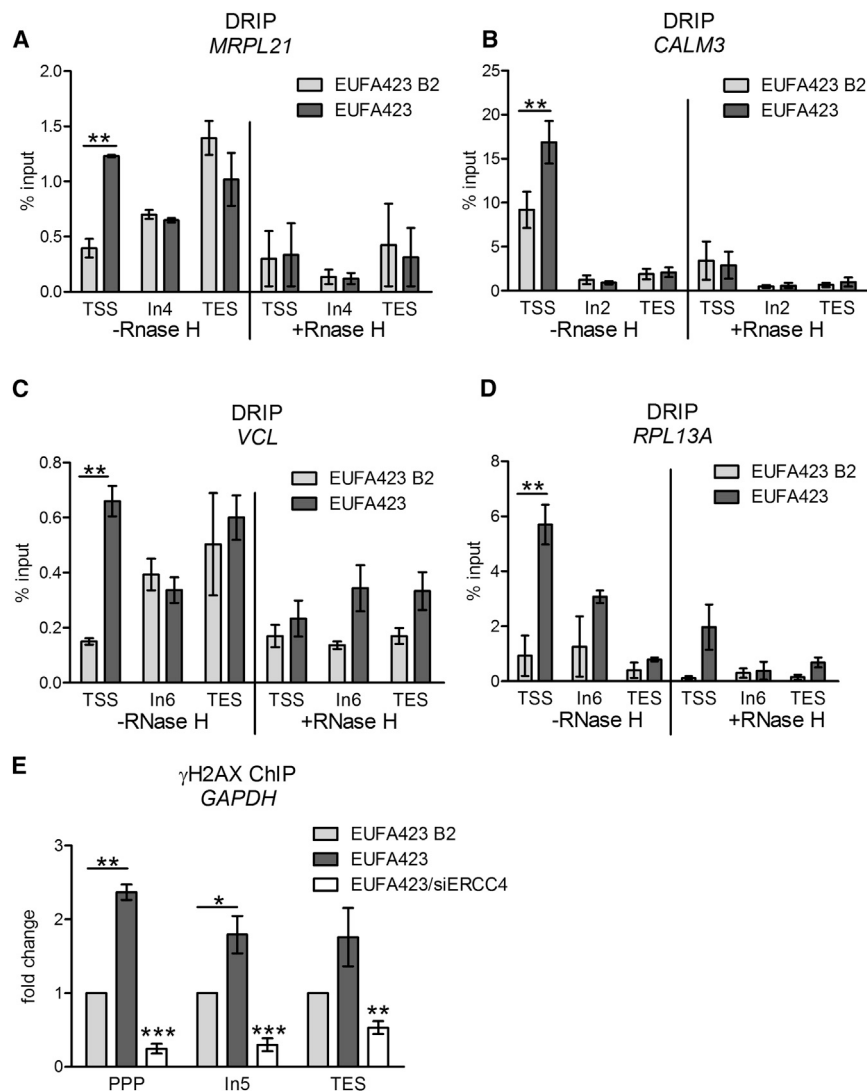 A
DRIP
MRPL21
2.0
1.5
1.0
0.5
0.0
% input
**
EUFA423 B2
EUFA423
TSS In4 TES TSS In4 TES
-Rnase H +Rnase H
B
DRIP
CALM3
25
20
15
10
5
0
% input
**
EUFA423 B2
EUFA423
TSS In2 TES TSS In2 TES
-Rnase H +Rnase H
C
DRIP
VCL
0.8
0.6
0.4
0.2
0.0
% input
**
EUFA423 B2
EUFA423
TSS In6 TES TSS In6 TES
-RNase H +RNase H
D
DRIP
RPL13A
8
6
4
2
0
% input
**
EUFA423 B2
EUFA423
TSS In6 TES TSS In6 TES
-RNase H +RNase H
E
γH2AX ChIP
GAPDH
3
2
1
0
fold change
** * 
*** *** **
EUFA423 B2
EUFA423
EUFA423/siERCC4
PPP In5 TES